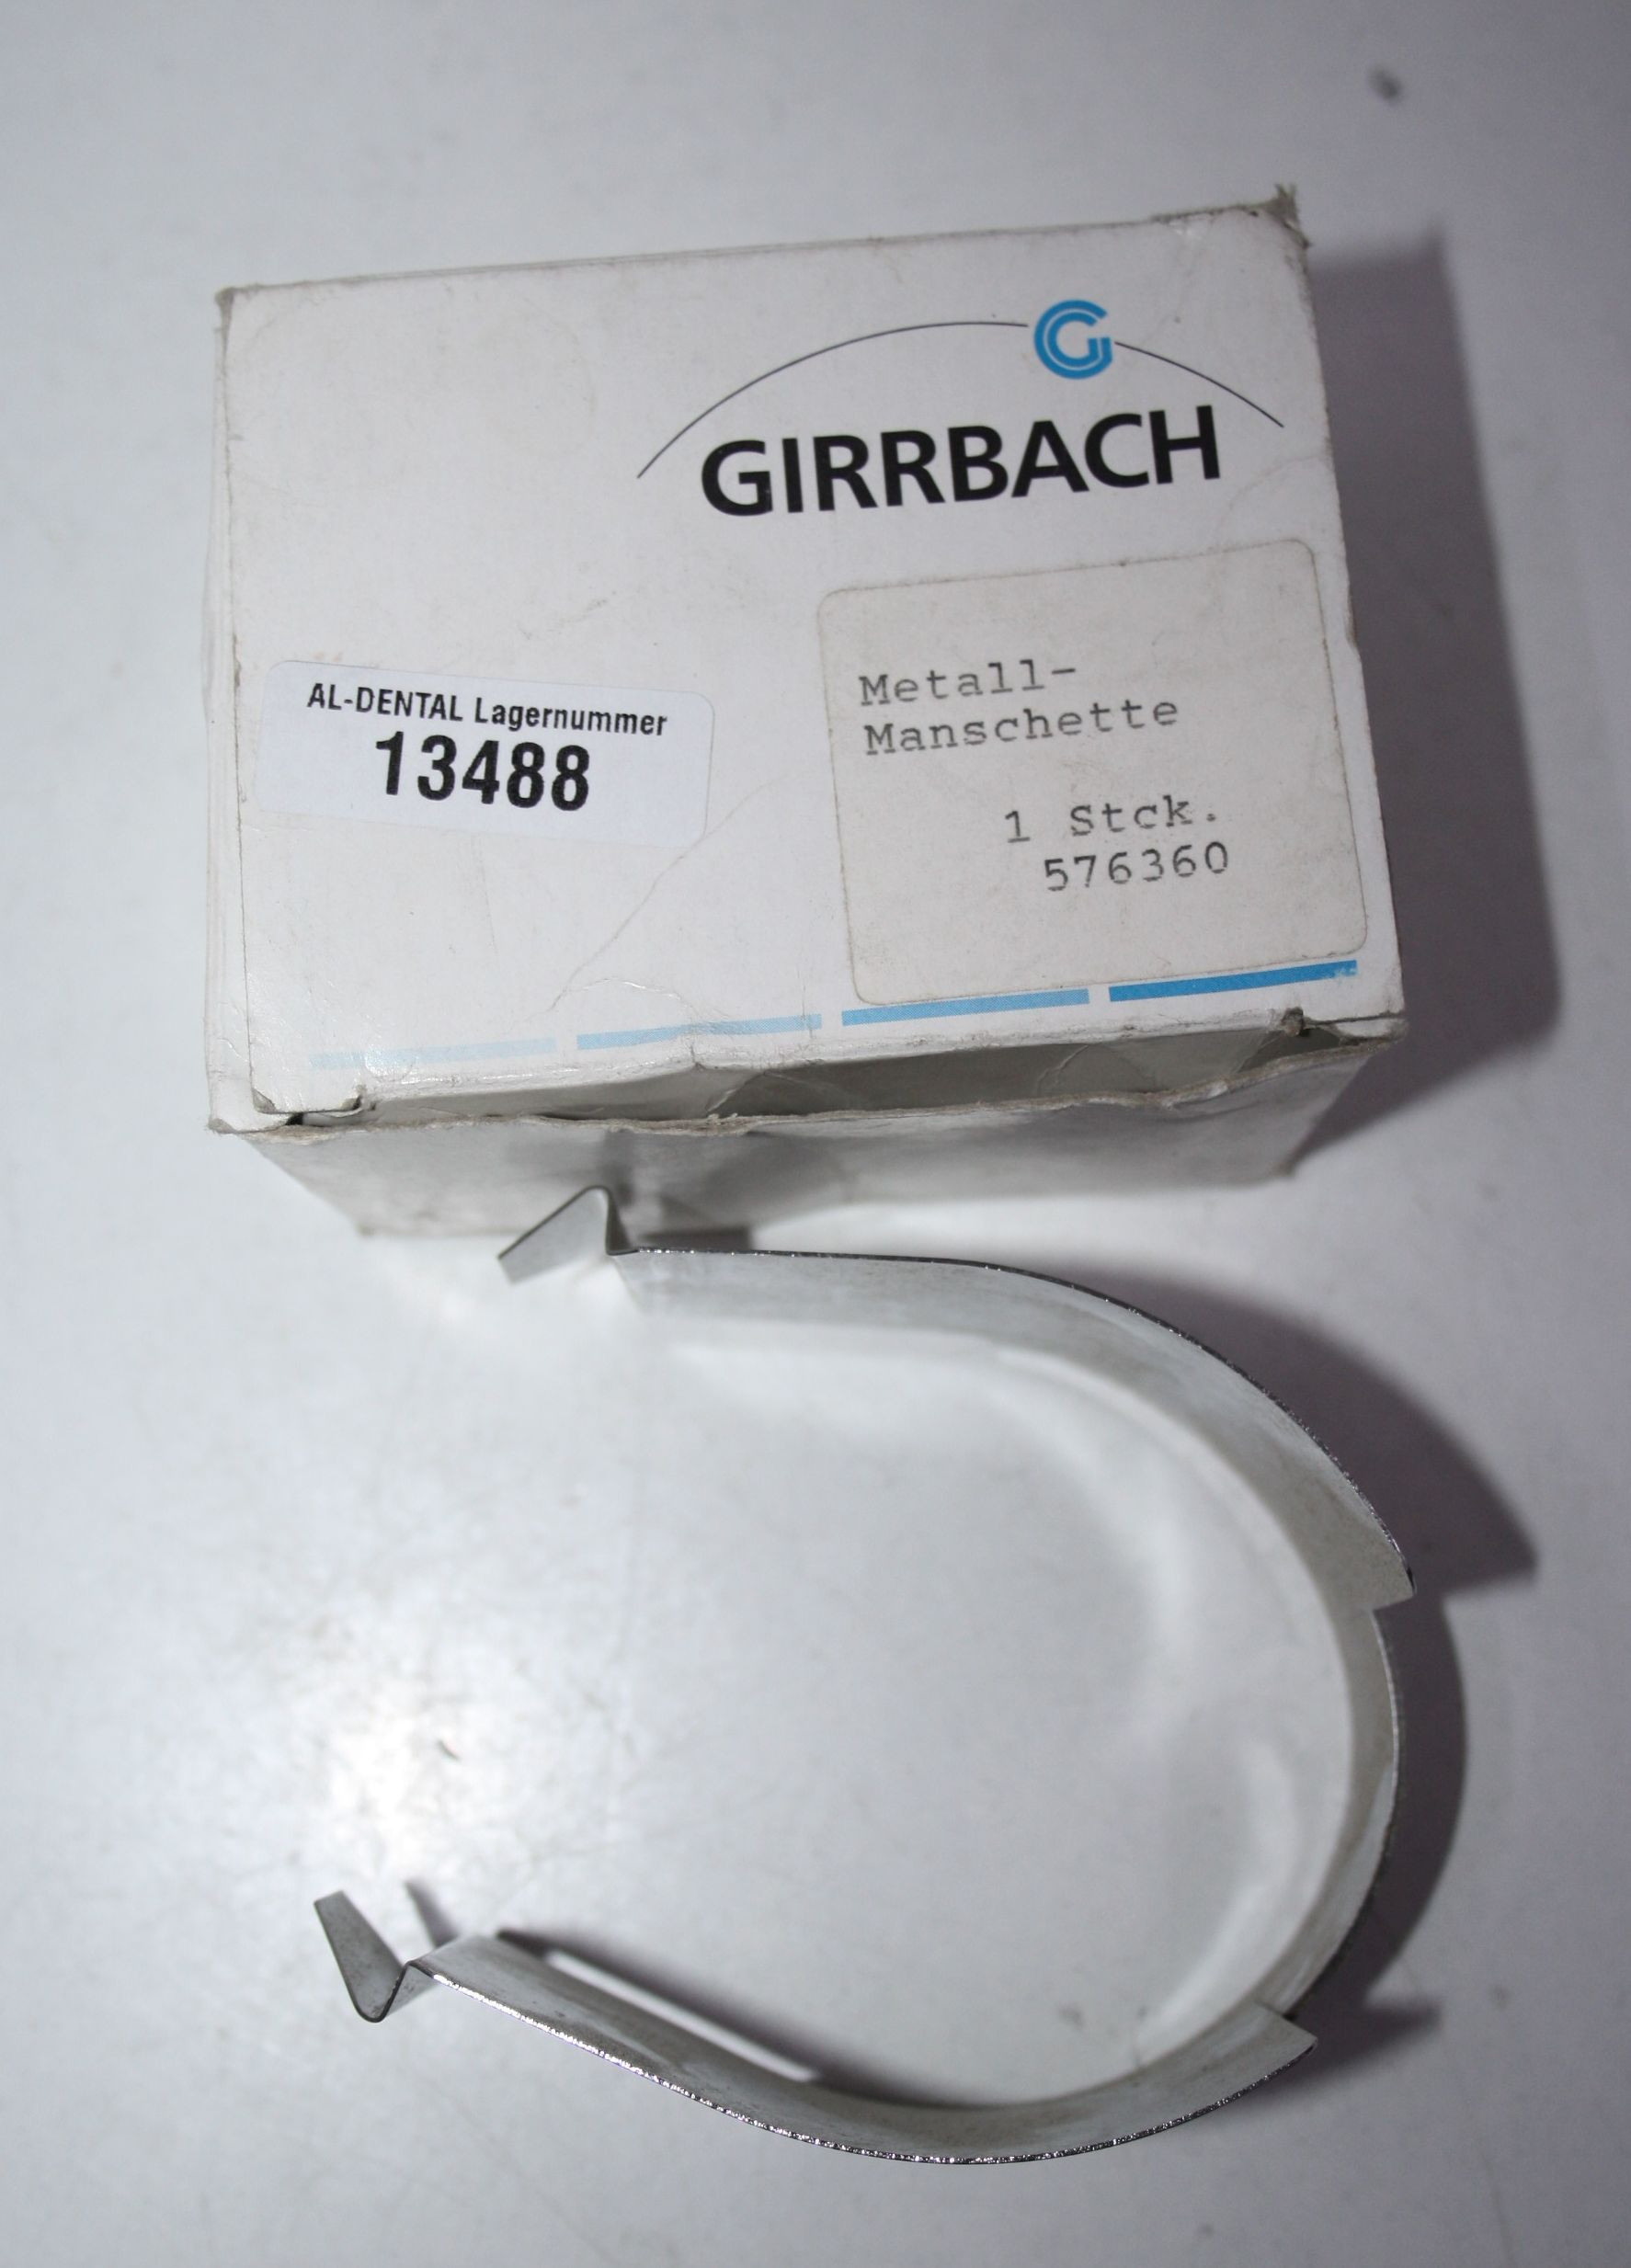 G
GIRRBACH
AL-DENTAL Lagernummer
13488
Metall-
Manschette
1 Stck.
576360